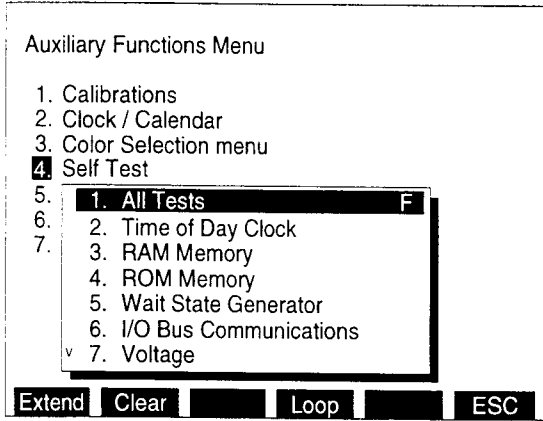 Auxiliary Functions Menu
1. Calibrations
2. Clock / Calendar
3. Color Selection menu
4. Self Test
5.
6.
7.
1. All Tests F
2. Time of Day Clock
3. RAM Memory
4. ROM Memory
5. Wait State Generator
6. I/O Bus Communications
v 7. Voltage
Extend Clear Loop ESC